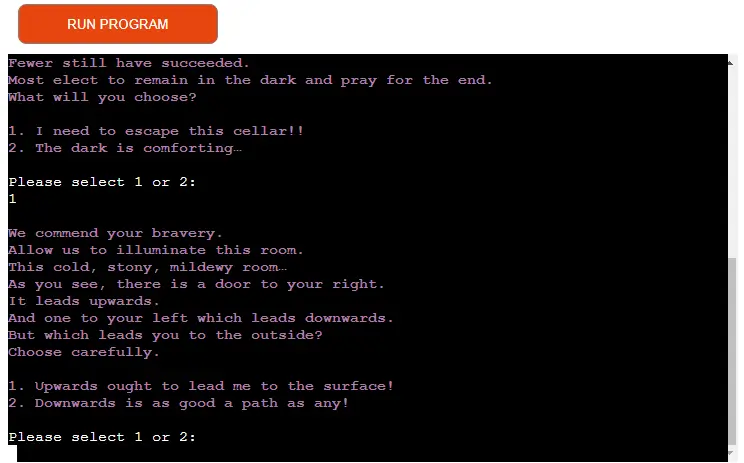 RUN PROGRAM
Fewer still have succeeded.
Most elect to remain in the dark and pray for the end.
What will you choose?
1. I need to escape this cellar!!
2. The dark is comforting…
Please select 1 or 2:
1
We commend your bravery.
Allow us to illuminate this room.
This cold, stony, mildewy room…
As you see, there is a door to your right.
It leads upwards.
And one to your left which leads downwards.
But which leads you to the outside?
Choose carefully.
1. Upwards ought to lead me to the surface!
2. Downwards is as good a path as any!
Please select 1 or 2: